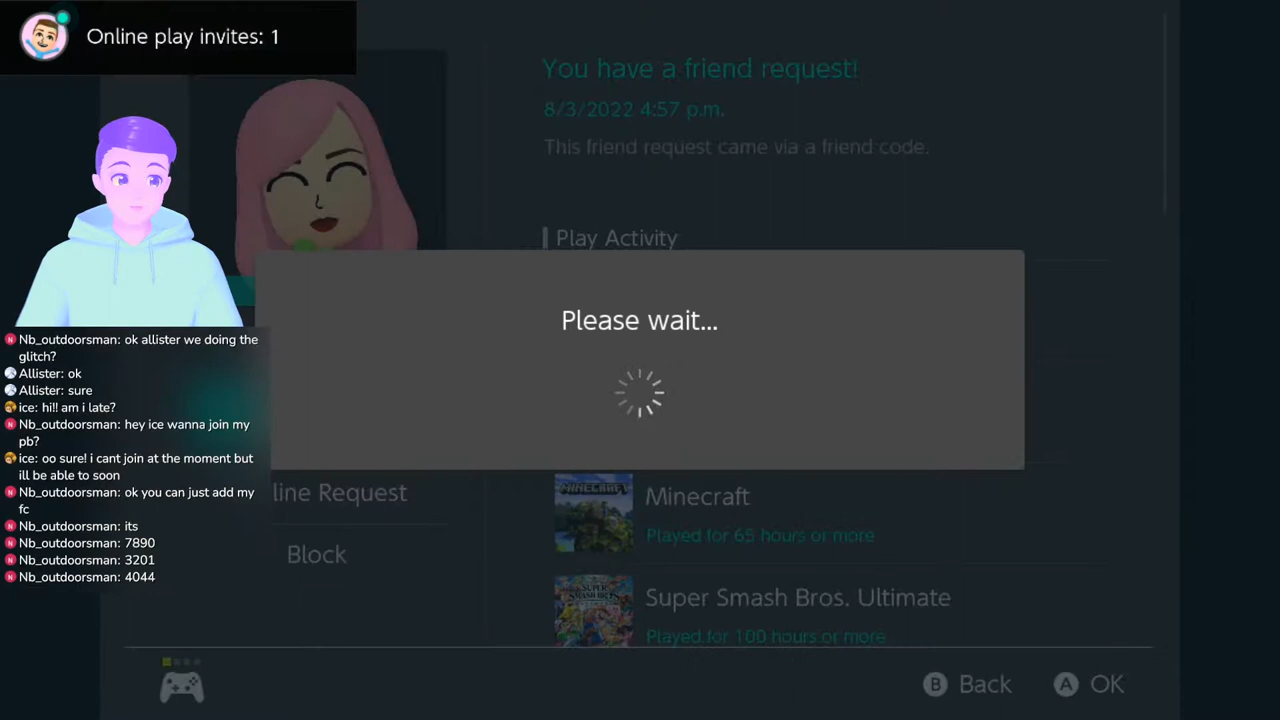 Online play invites: 1
You have a friend request!
8/3/2022 4:57 p.m.
This friend request came via a friend code.
Play Activity
Please wait...
Nb_outdoorsman: ok allister we doing the
glitch?
Allister: ok
Allister: sure
ice: hi!! am i late?
Nb_outdoorsman: hey ice wanna join my
pb?
ice: oo sure! i cant join at the moment but
ill be able to soon
Nb_outdoorsman: ok you can just add my
fc
Nb_outdoorsman: its
Nb_outdoorsman: 7890
Nb_outdoorsman: 3201
Nb_outdoorsman: 4044
line Request
Block
MINECRAFT
Minecraft
Played for 65 hours or more
SUPER
SMASH BROS.
ULTIMATE
Super Smash Bros. Ultimate
Played for 100 hours or more
B Back
A OK